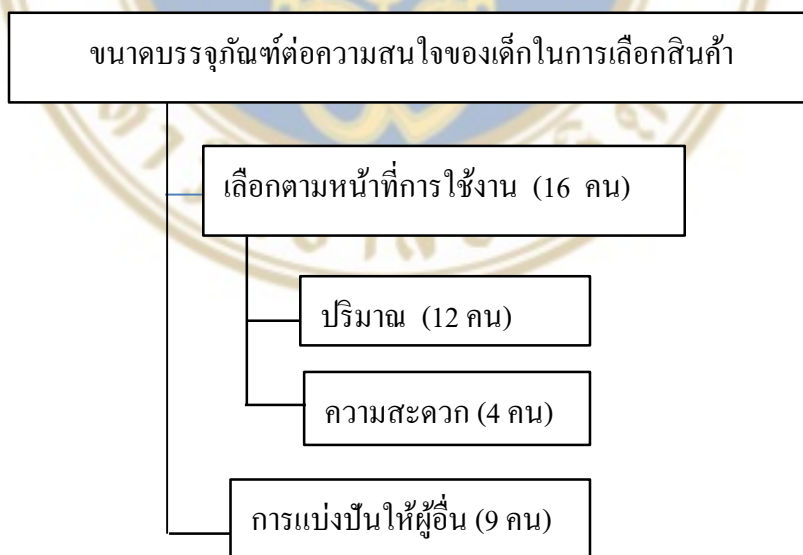 ขนาดบรรจุภัณฑ์ต่อความสนใจของเด็กในการเลือกสินค้า
เลือกตามหน้าที่การใช้งาน (16 คน)
ปริมาณ (12 คน)
ความสะดวก (4 คน)
การแบ่งปันให้ผู้อื่น (9 คน)